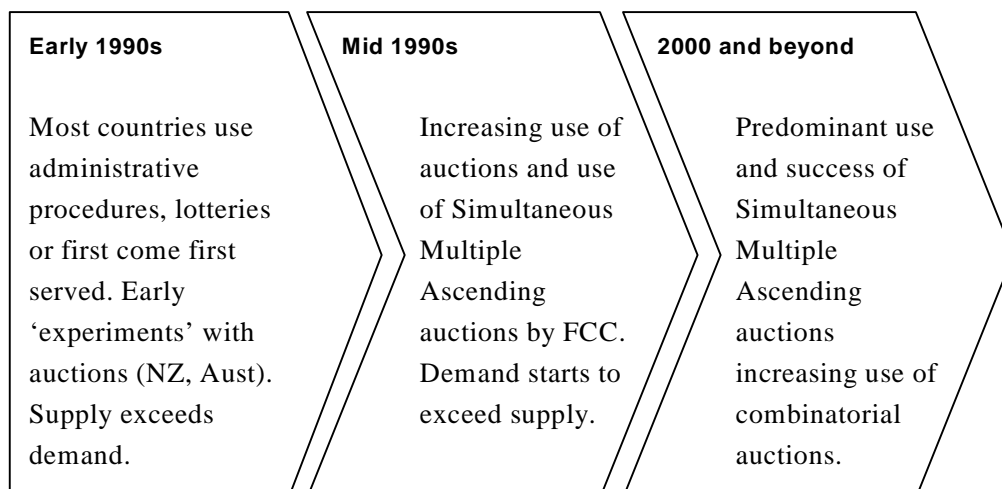 Early 1990s
Most countries use
administrative
procedures, lotteries
or first come first
served. Early
‘experiments’ with
auctions (NZ, Aust).
Supply exceeds
demand.
Mid 1990s
Increasing use of
auctions and use
of Simultaneous
Multiple
Ascending
auctions by FCC.
Demand starts to
exceed supply.
2000 and beyond
Predominant use
and success of
Simultaneous
Multiple
Ascending
auctions
increasing use of
combinatorial
auctions.